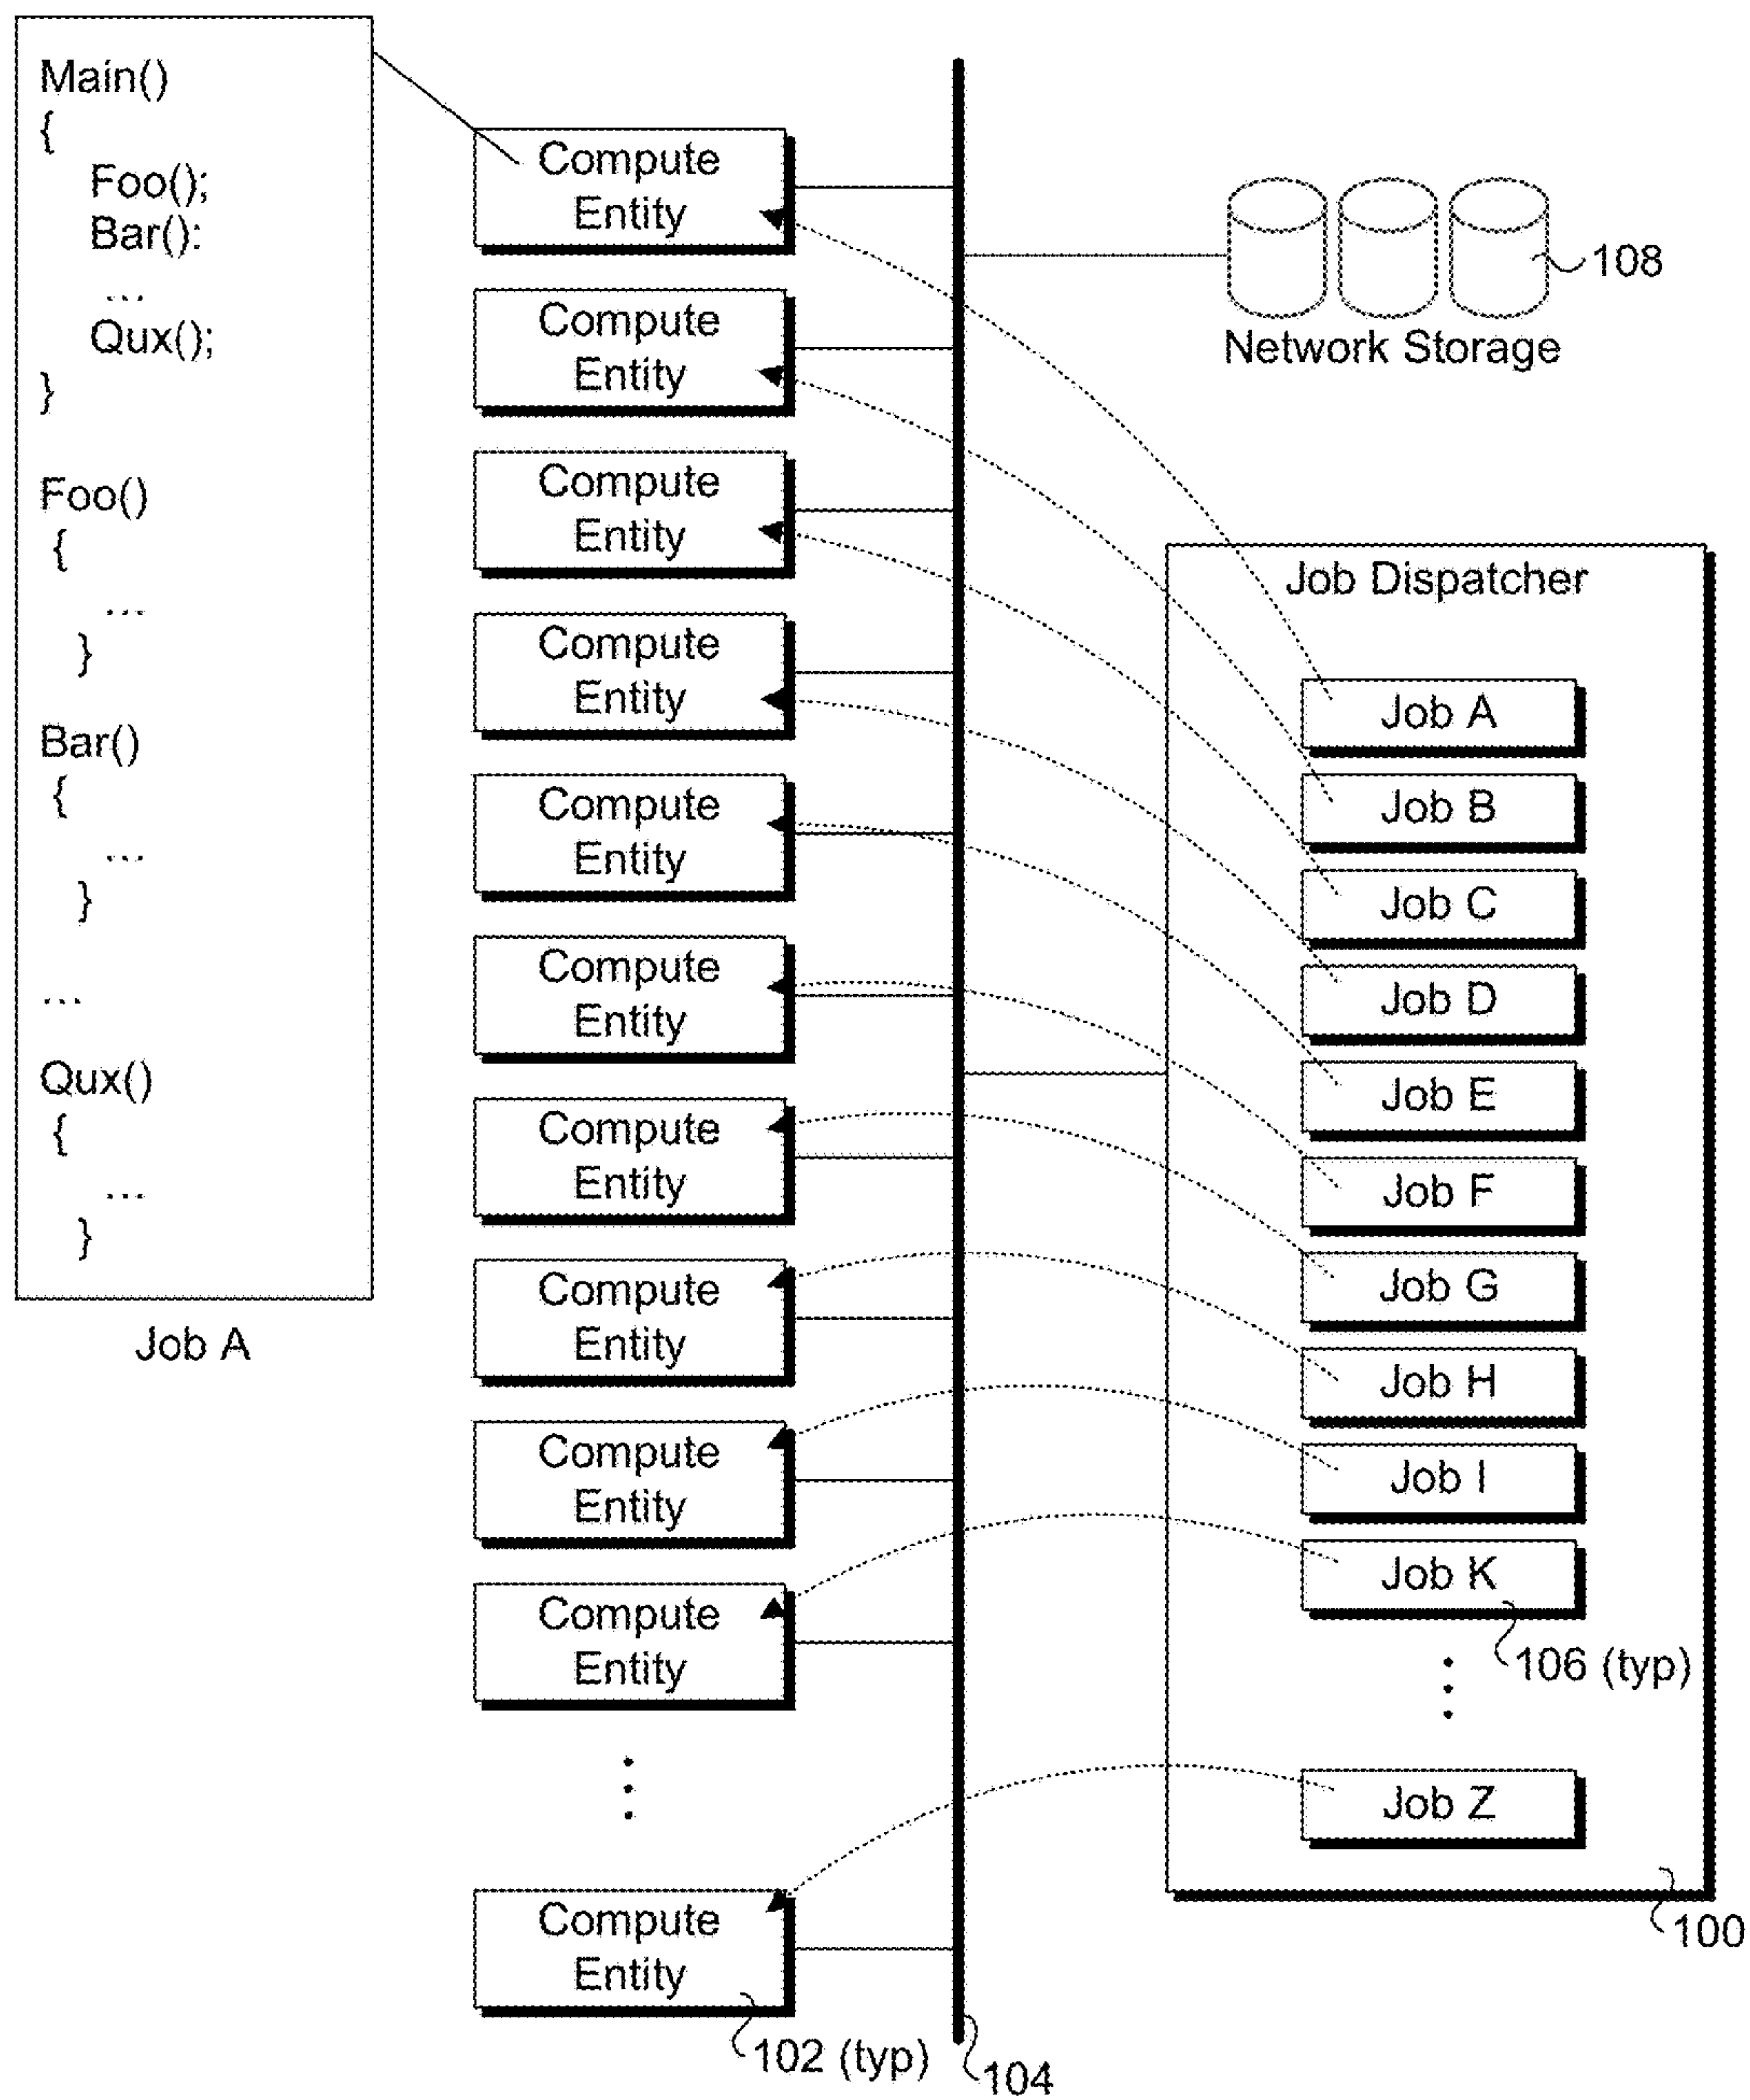 Main()
{
Foo();
Bar():
...
Qux();
}
Foo()
{
...
}
Bar()
{
...
}
...
Qux()
{
...
}
Job A
Compute
Entity
Compute
Entity
Compute
Entity
Compute
Entity
Compute
Entity
Compute
Entity
Compute
Entity
Compute
Entity
Compute
Entity
Compute
Entity
Compute
Entity
102 (typ)
104
108
Network Storage
Job Dispatcher
Job A
Job B
Job C
Job D
Job E
Job F
Job G
Job H
Job I
Job K
106 (typ)
Job Z
100